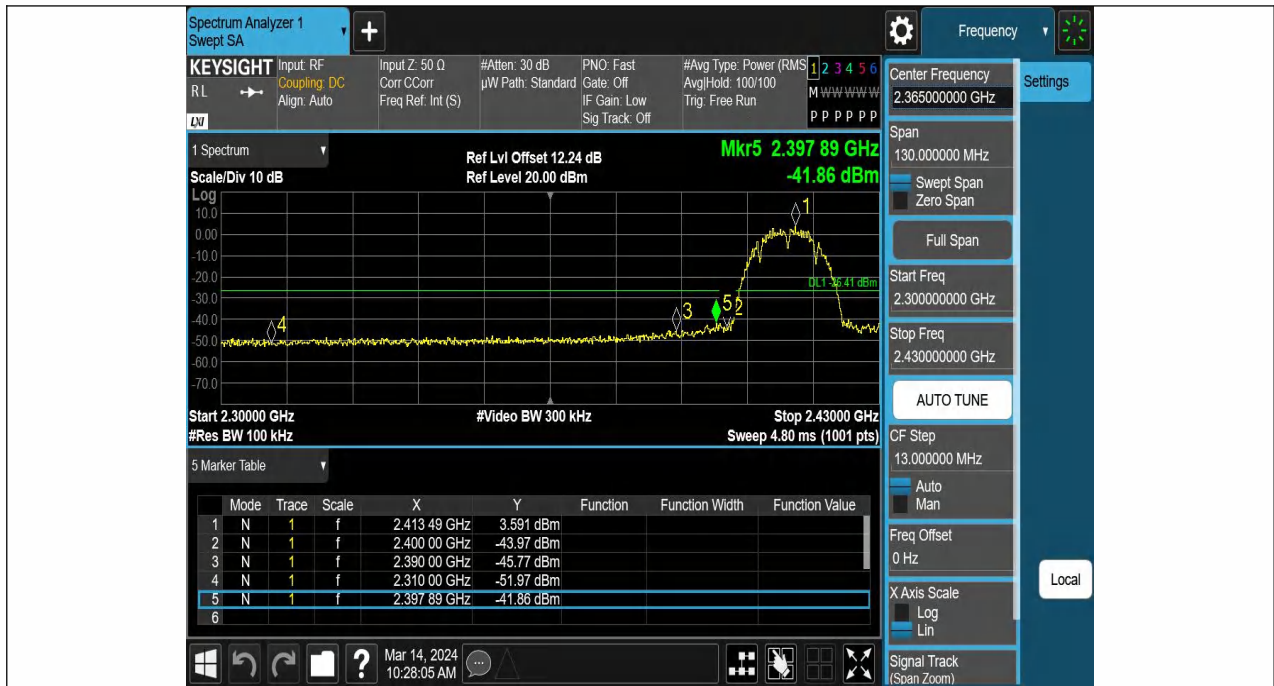 Spectrum Analyzer 1
Swept SA
+
Frequency
KEYSIGHT
RL
LXI
Input: RF
Coupling: DC
Align: Auto
Input Z: 50 Ω
Corr CCorr
Freq Ref: Int (S)
#Atten: 30 dB
µW Path: Standard
PNO: Fast
Gate: Off
IF Gain: Low
Sig Track: Off
#Avg Type: Power (RMS
Avg|Hold: 100/100
Trig: Free Run
1 2 3 4 5 6
M W W W W W
P P P P P P
1 Spectrum
Scale/Div 10 dB
Ref Lvl Offset 12.24 dB
Ref Level 20.00 dBm
Mkr5 2.397 89 GHz
-41.86 dBm
Log
10.0
0.00
-10.0
-20.0
-30.0
-40.0
-50.0
-60.0
-70.0
1
DL1 -26.41 dBm
3
5
2
4
Start 2.30000 GHz
#Video BW 300 kHz
Stop 2.43000 GHz
#Res BW 100 kHz
Sweep 4.80 ms (1001 pts)
5 Marker Table
Mode Trace Scale X Y Function Function Width Function Value
1 N 1 f 2.413 49 GHz 3.591 dBm
2 N 1 f 2.400 00 GHz -43.97 dBm
3 N 1 f 2.390 00 GHz -45.77 dBm
4 N 1 f 2.310 00 GHz -51.97 dBm
5 N 1 f 2.397 89 GHz -41.86 dBm
6
?
Mar 14, 2024
10:28:05 AM
Center Frequency
2.365000000 GHz
Settings
Span
130.000000 MHz
Swept Span
Zero Span
Full Span
Start Freq
2.300000000 GHz
Stop Freq
2.430000000 GHz
AUTO TUNE
CF Step
13.000000 MHz
Auto
Man
Freq Offset
0 Hz
Local
X Axis Scale
Log
Lin
Signal Track
(Span Zoom)